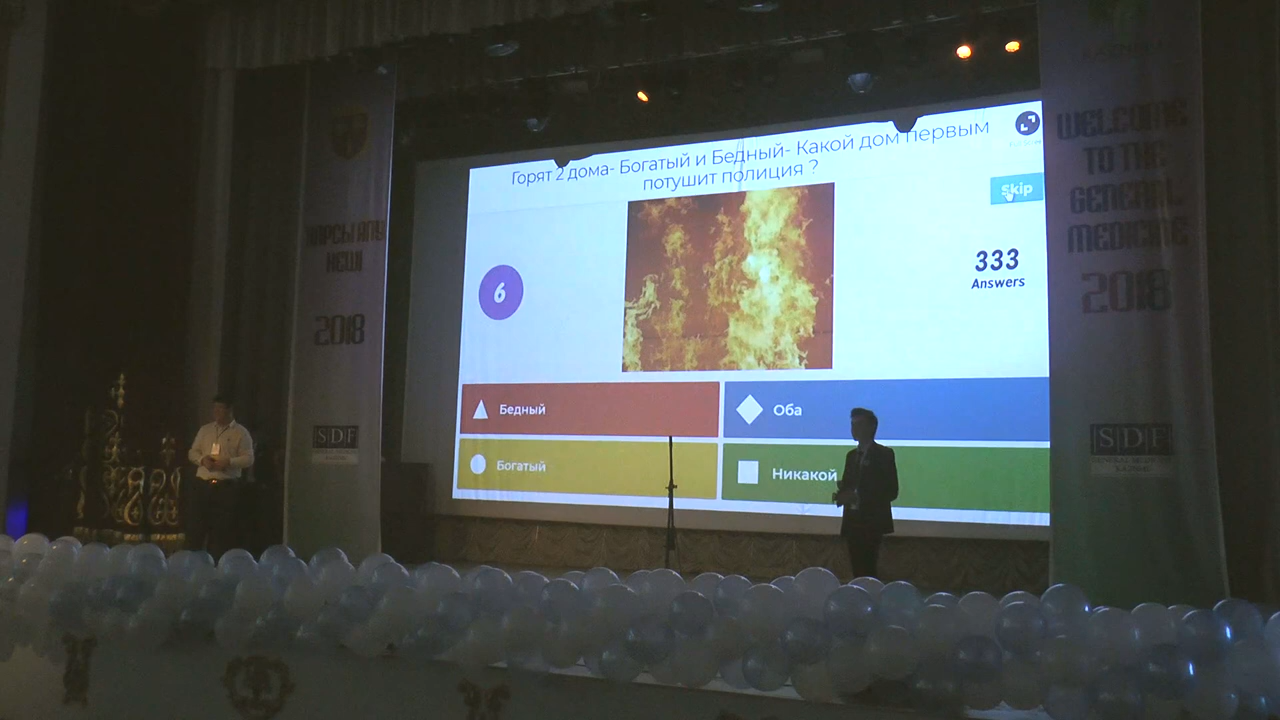 Горят 2 дома- Богатый и Бедный- Какой дом первым
потушит полиция ?
Skip
6
333
Answers
Бедный
Оба
Богатый
Никакой
2018
SDF
WELCOME
TO THE
GENERAL
MEDICINE
2018
SDF